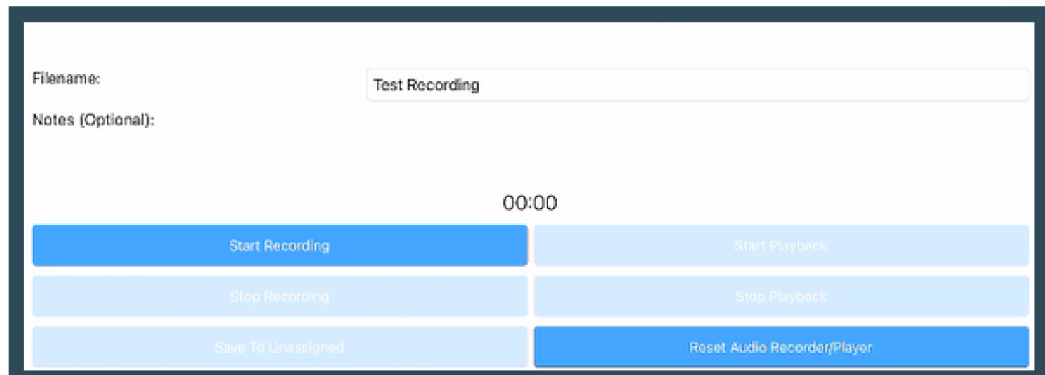 Filename:
Test Recording
Notes (Optional):
00:00
Start Recording
Start Playback
Stop Recording
Stop Playback
Save To Unassigned
Reset Audio Recorder/Player